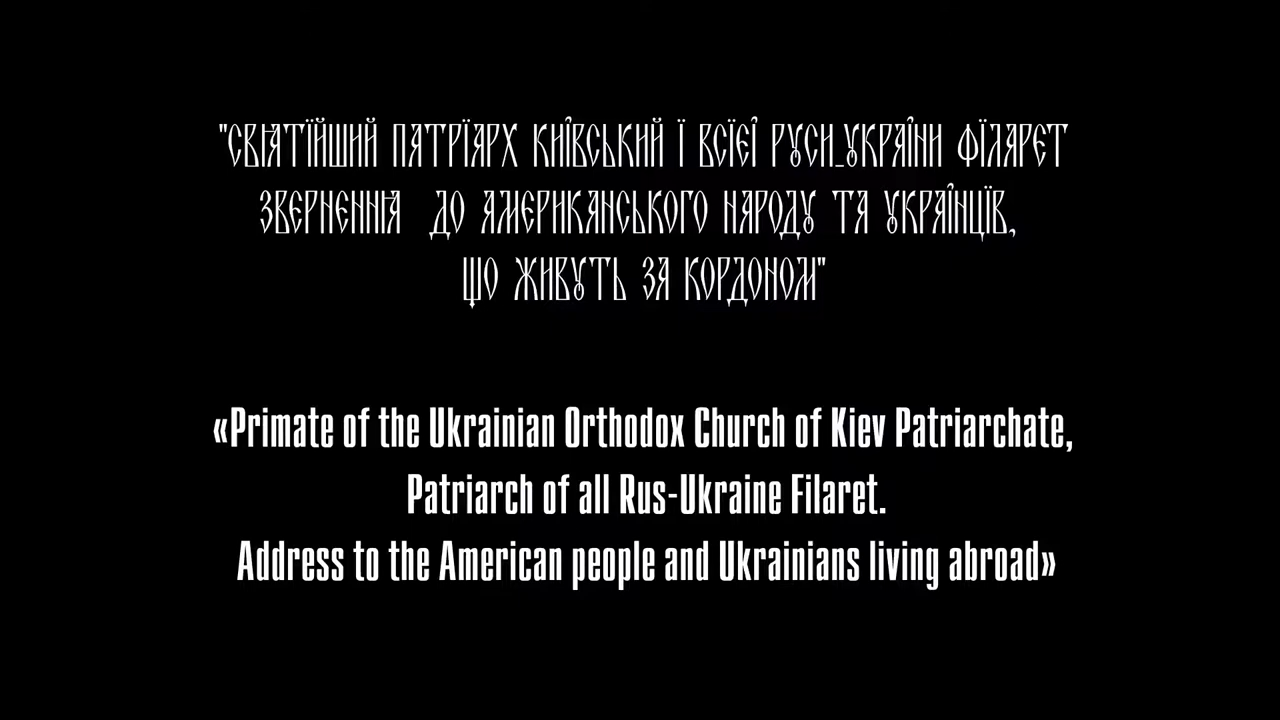 "СВЯТІЙШИЙ ПАТРІАРХ КИЇВСЬКИЙ І ВСІЄЇ РУСИ_УКРАЇНИ ФІЛАРЕТ
ЗВЕРНЕННЯ ДО АМЕРИКАНСЬКОГО НАРОДУ ТА УКРАЇНЦІВ,
ЩО ЖИВУТЬ ЗА КОРДОНОМ"
«Primate of the Ukrainian Orthodox Church of Kiev Patriarchate,
Patriarch of all Rus-Ukraine Filaret.
Address to the American people and Ukrainians living abroad»